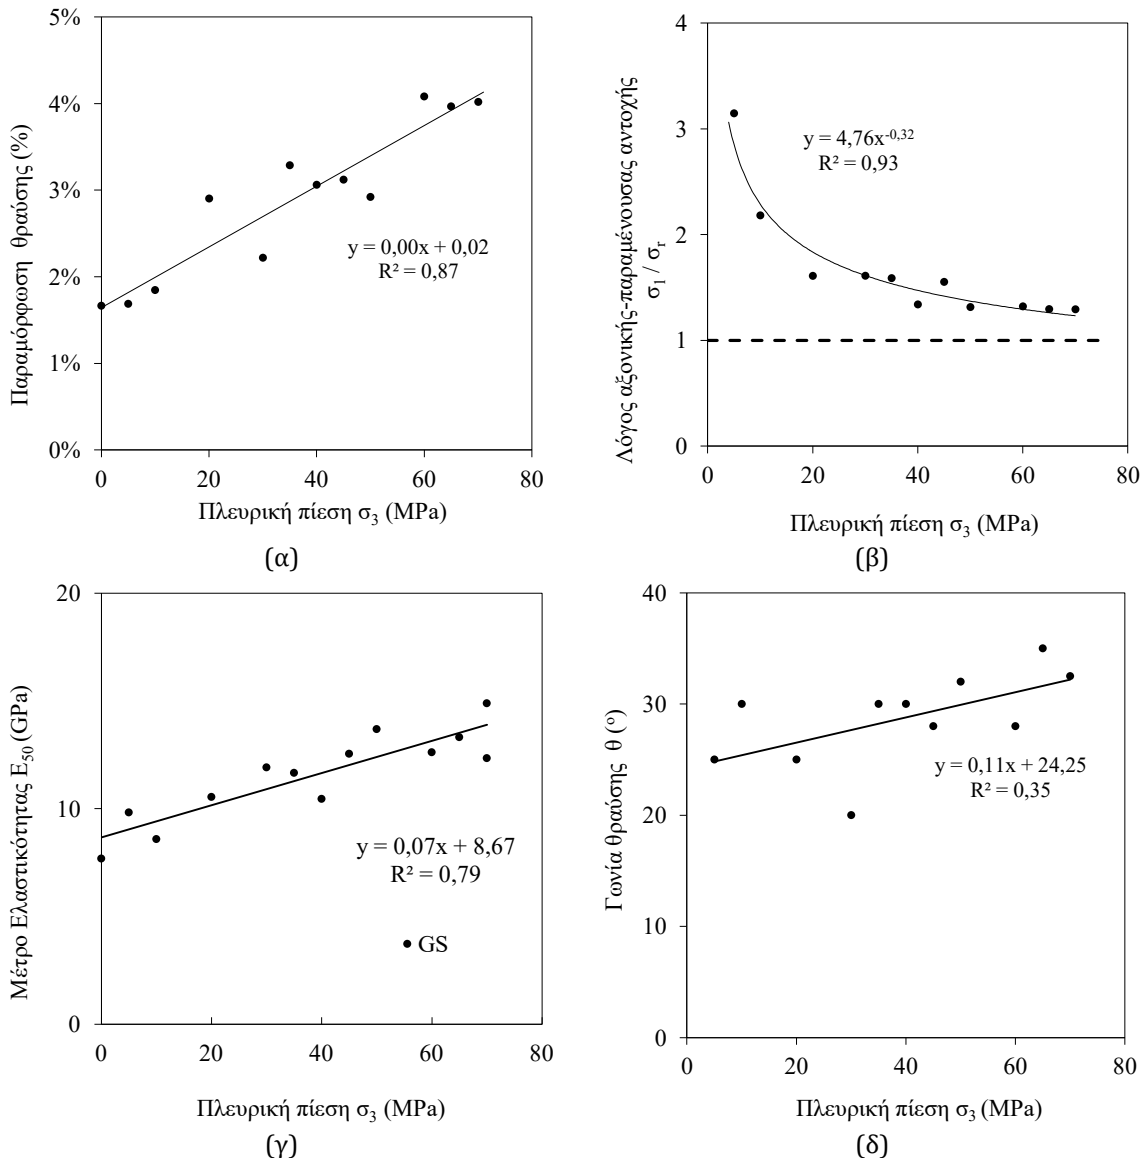 5%
4%
3%
2%
1%
0%
Παραμόρφωση θραύσης (%)
y = 0,00x + 0,02
R² = 0,87
0 20 40 60 80
Πλευρική πίεση σ3 (MPa)
(α)
4
3
2
1
0
Λόγος αξονικής-παραμένουσας αντοχής
σ1 / σr
y = 4,76x-0,32
R² = 0,93
0 20 40 60 80
Πλευρική πίεση σ3 (MPa)
(β)
20
10
0
Μέτρο Ελαστικότητας E50 (GPa)
y = 0,07x + 8,67
R² = 0,79
GS
0 20 40 60 80
Πλευρική πίεση σ3 (MPa)
(γ)
40
30
20
10
0
Γωνία θραύσης θ (ο)
y = 0,11x + 24,25
R² = 0,35
0 20 40 60 80
Πλευρική πίεση σ3 (MPa)
(δ)